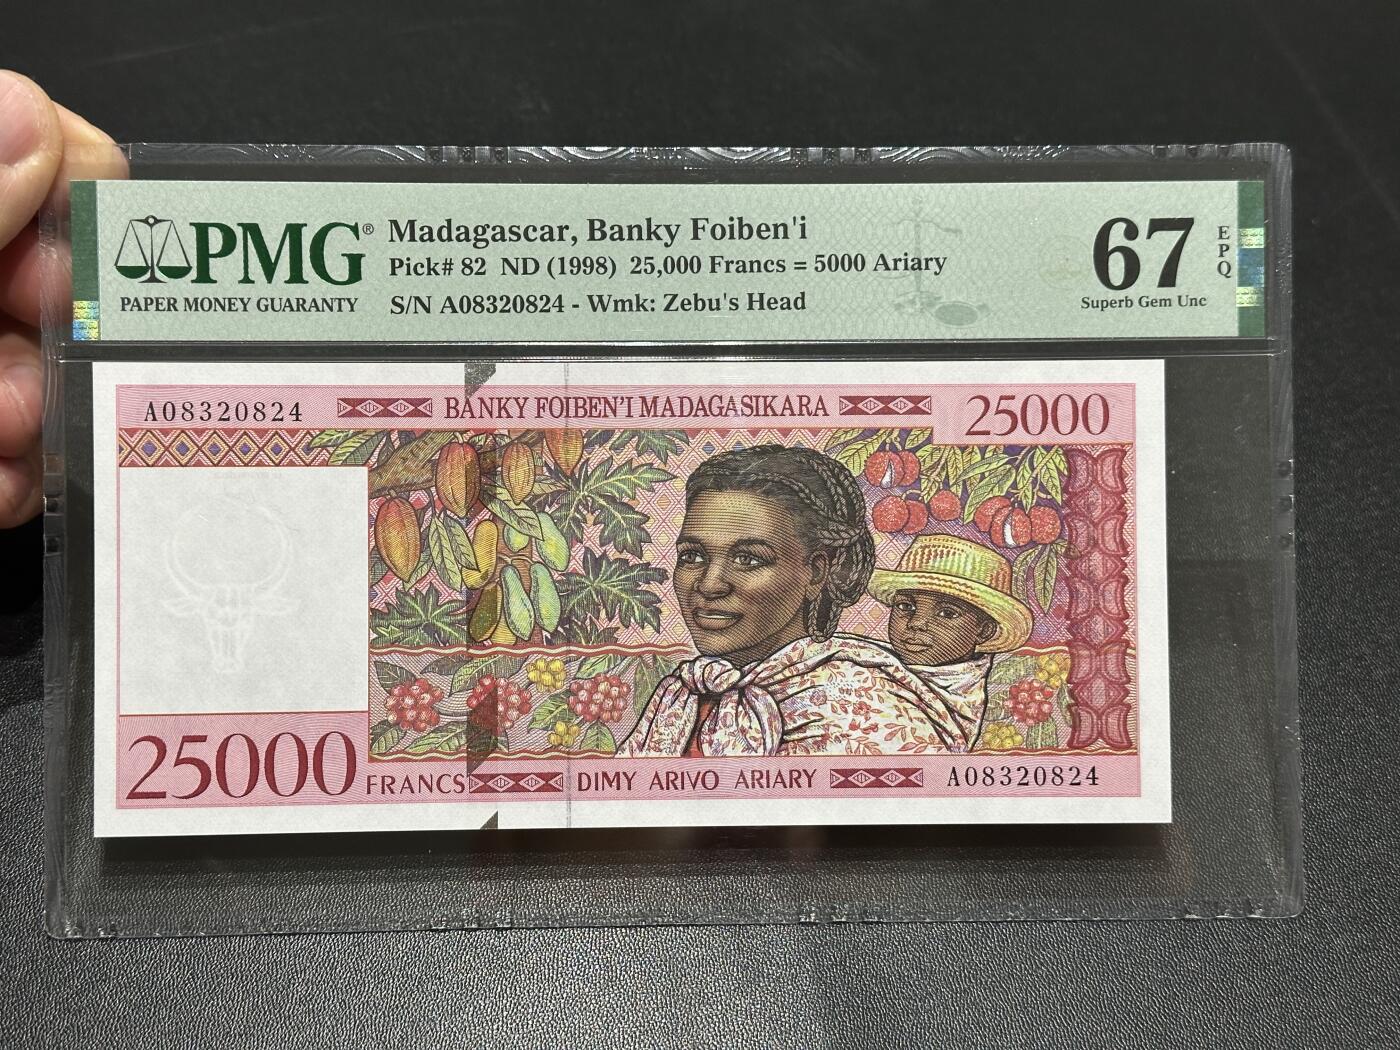 PMG®
PAPER MONEY GUARANTY
Madagascar, Banky Foiben'i
Pick# 82 ND (1998) 25,000 Francs = 5000 Ariary
S/N A08320824 - Wmk: Zebu's Head
67
EPQ
Superb Gem Unc
A08320824
BANKY FOIBEN'I MADAGASIKARA
25000
25000
FRANCS
DIMY ARIVO ARIARY
A08320824